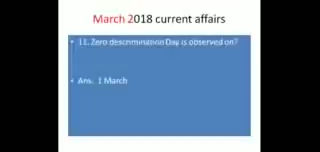 March 2018 current affairs
• 11. Zero descrimination Day is observed on?
• Ans. 1 March